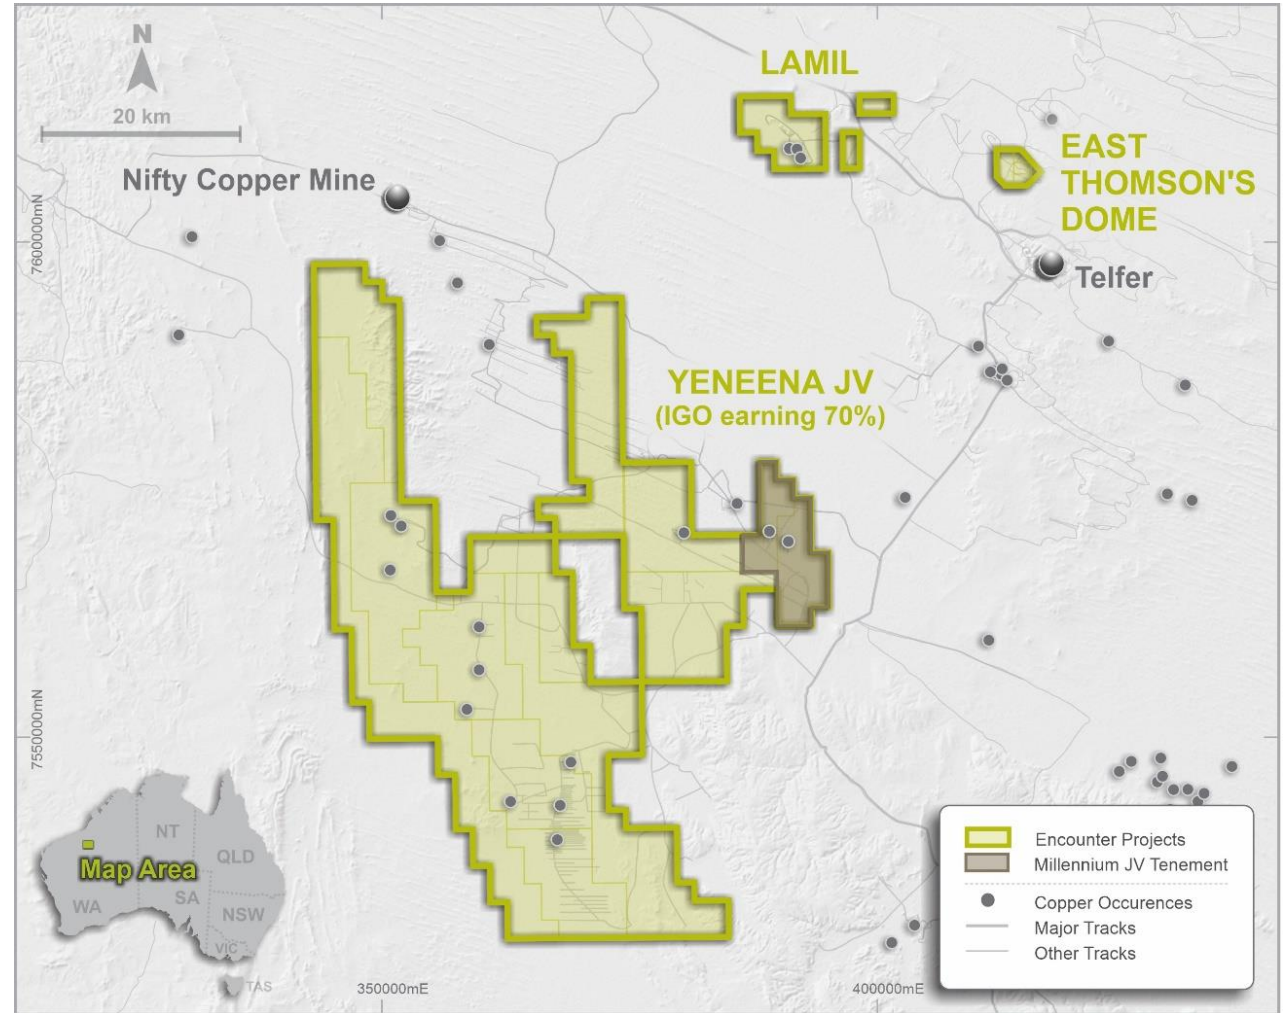 N
20 km
LAMIL
EAST
THOMSON'S
DOME
Nifty Copper Mine
Telfer
7600000mN
YENEENA JV
(IGO earning 70%)
7550000mN
NT
QLD
Map Area
WA
SA
NSW
VIC
TAS
Encounter Projects
Millennium JV Tenement
Copper Occurences
Major Tracks
Other Tracks
350000mE
400000mE